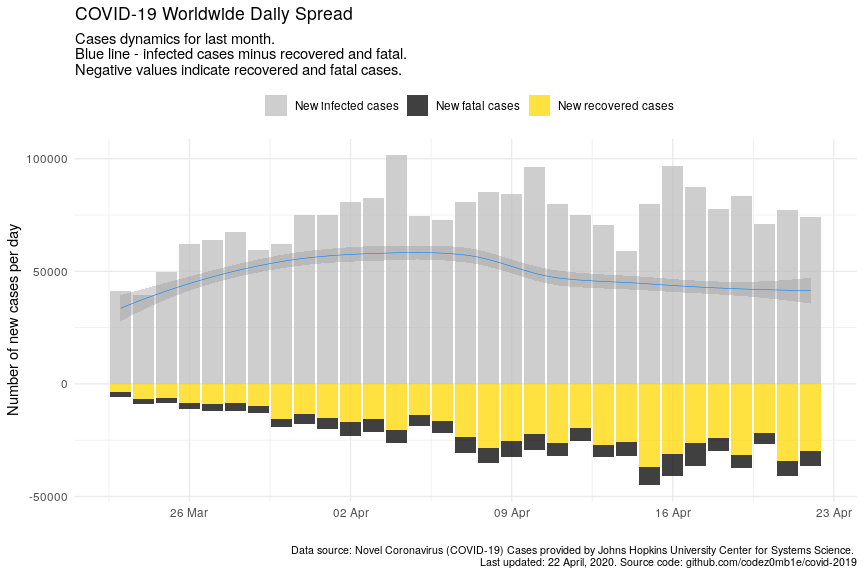 COVID-19 Worldwide Daily Spread
Cases dynamics for last month.
Blue line - infected cases minus recovered and fatal.
Negative values indicate recovered and fatal cases.
New infected cases New fatal cases New recovered cases
Number of new cases per day
100000
50000
0
-50000
26 Mar 02 Apr 09 Apr 16 Apr 23 Apr
Data source: Novel Coronavirus (COVID-19) Cases provided by Johns Hopkins University Center for Systems Science.
Last updated: 22 April, 2020. Source code: github.com/codez0mb1e/covid-2019